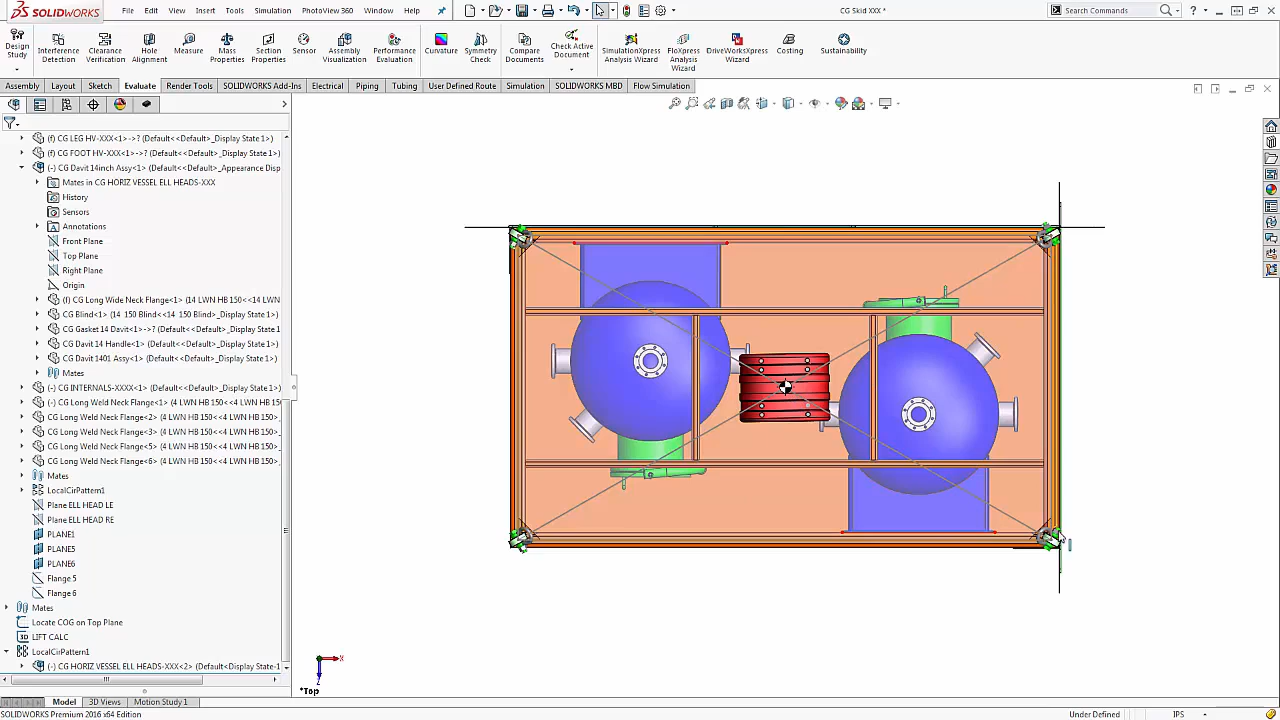 SOLIDWORKS
File Edit View Insert Tools Simulation PhotoView 360 Window Help
CG Skid XXX *
Search Commands
Design Study
Interference Detection
Clearance Verification
Hole Alignment
Measure
Mass Properties
Section Properties
Sensor
Assembly Visualization
Performance Evaluation
Curvature
Symmetry Check
Compare Documents
Check Active Document
SimulationXpress Analysis Wizard
FloXpress Analysis Wizard
DriveWorksXpress Wizard
Costing
Sustainability
Assembly Layout Sketch Evaluate Render Tools SOLIDWORKS Add-Ins Electrical Piping Tubing User Defined Route Simulation SOLIDWORKS MBD Flow Simulation
(f) CG LEG HV-XXX<1>->? (Default<<Default>_Display State 1>)
(f) CG FOOT HV-XXX<1>->? (Default<<Default>_Display State 1>)
(-) CG Davit 14inch Assy<1> (Default<<Default>_Appearance Disp
Mates in CG HORIZ VESSEL ELL HEADS-XXX
History
Sensors
Annotations
Front Plane
Top Plane
Right Plane
Origin
(f) CG Long Wide Neck Flange<1> (14 LWN HB 150<<14 LWN
CG Blind<1> (14 150 Blind<<14 150 Blind>_Display State 1>)
CG Gasket 14 Davit<1>->? (Default<<Default>_Display State 1>)
CG Davit 14 Handle<1> (Default<<Default>_Display State 1>)
CG Davit 1401 Assy<1> (Default<<Default>_Display State 1>)
Mates
(-) CG INTERNALS-XXXX<1> (Default<<Default>_Display State 1>)
(-) CG Long Weld Neck Flange<1> (4 LWN HB 150<<4 LWN HB 150>
CG Long Weld Neck Flange<2> (4 LWN HB 150<<4 LWN HB 150>
CG Long Weld Neck Flange<3> (4 LWN HB 150<<4 LWN HB 150>
CG Long Weld Neck Flange<5> (4 LWN HB 150<<4 LWN HB 150>
CG Long Weld Neck Flange<6> (4 LWN HB 150<<4 LWN HB 150>
Mates
LocalCirPattern1
Plane ELL HEAD LE
Plane ELL HEAD RE
PLANE1
PLANE5
PLANE6
Flange 5
Flange 6
Mates
Locate COG on Top Plane
3D LIFT CALC
LocalCirPattern1
(-) CG HORIZ VESSEL ELL HEADS-XXX<2> (Default<Display State-1
X
Z
*Top
Model 3D Views Motion Study 1
SOLIDWORKS Premium 2016 x64 Edition
Under Defined
IPS